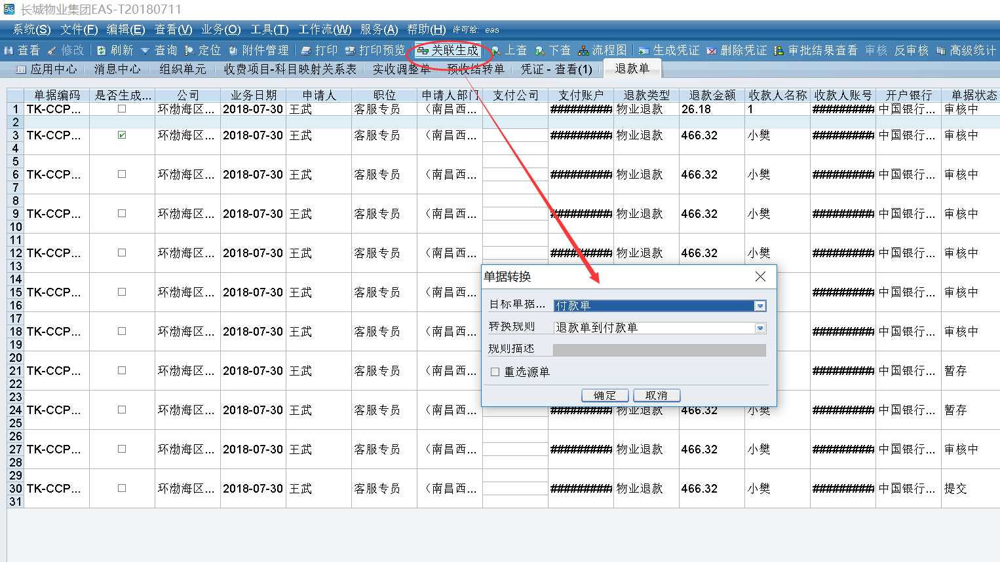 EAS 长城物业集团EAS-T20180711
系统(S) 文件(F) 编辑(E) 查看(V) 业务(O) 工具(T) 工作流(W) 服务(A) 帮助(H) 许可给: eas
查看 修改 刷新 查询 定位 附件管理 打印 打印预览 关联生成 上查 下查 流程图 生成凭证 删除凭证 审批结果查看 审核 反审核 高级统计
应用中心 消息中心 组织单元 收费项目-科目映射关系表 实收调整单 预收结转单 凭证 - 查看(1) 退款单
单据编码 是否生成... 公司 业务日期 申请人 职位 申请人部门 支付公司 支付账户 退款类型 退款金额 收款人名称 收款人账号 开户银行 单据状态
1 TK-CCP... 环渤海区... 2018-07-30 王武 客服专员 （南昌西... ######### 物业退款 26.18 1 ######### 中国银行... 审核中
2
3 TK-CCP... 环渤海区... 2018-07-30 王武 客服专员 （南昌西... ######### 物业退款 466.32 小樊 ######### 中国银行... 审核中
4
5
6 TK-CCP... 环渤海区... 2018-07-30 王武 客服专员 （南昌西... ######### 物业退款 466.32 小樊 ######### 中国银行... 审核中
7
8
9 TK-CCP... 环渤海区... 2018-07-30 王武 客服专员 （南昌西... ######### 物业退款 466.32 小樊 ######### 中国银行... 审核中
10
11
12 TK-CCP... 环渤海区... 2018-07-30 王武 客服专员 （南昌西... ######### 物业退款 466.32 小樊 ######### 中国银行... 审核中
13
14
15 TK-CCP... 环渤海区... 2018-07-30 王武 客服专员 （南昌西... ######### 中国银行... 审核中
16
17
18 TK-CCP... 环渤海区... 2018-07-30 王武 客服专员 （南昌西... ######### 中国银行... 审核中
19
20
21 TK-CCP... 环渤海区... 2018-07-30 王武 客服专员 （南昌西... ######### 中国银行... 暂存
22
23
24 TK-CCP... 环渤海区... 2018-07-30 王武 客服专员 （南昌西... ######### 物业退款 466.32 小樊 ######### 中国银行... 暂存
25
26
27 TK-CCP... 环渤海区... 2018-07-30 王武 客服专员 （南昌西... ######### 物业退款 466.32 小樊 ######### 中国银行... 审核中
28
29
30 TK-CCP... 环渤海区... 2018-07-30 王武 客服专员 （南昌西... ######### 物业退款 466.32 小樊 ######### 中国银行... 提交
31
单据转换
目标单据... 付款单
转换规则 退款单到付款单
规则描述
重选源单
确定 取消